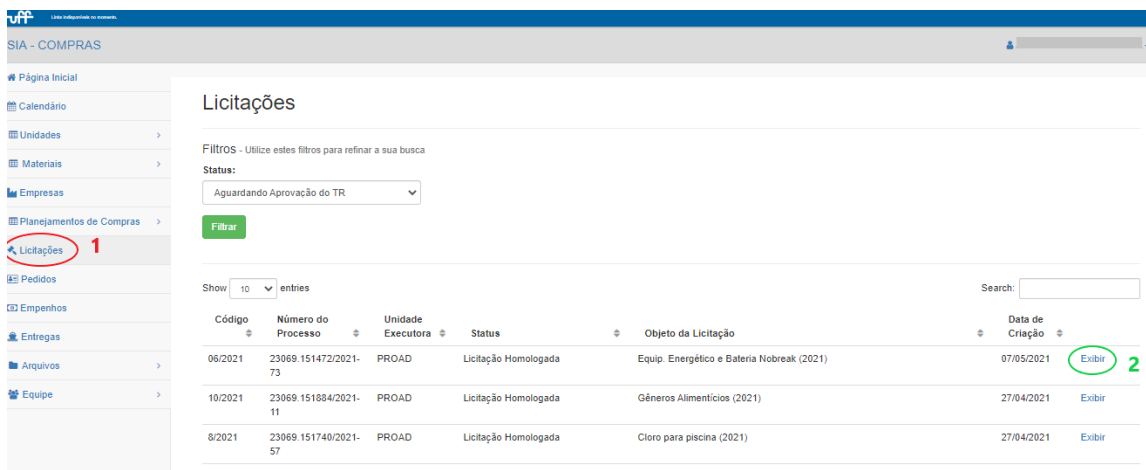 uff Links indisponíveis no momento.
SIA - COMPRAS
Página Inicial
Calendário
Unidades
Materiais
Empresas
Planejamentos de Compras
Licitações 1
Pedidos
Empenhos
Entregas
Arquivos
Equipe
Licitações
Filtros - Utilize estes filtros para refinar a sua busca
Status:
Aguardando Aprovação do TR
Filtrar
Show 10 entries Search:
Código Número do Processo Unidade Executora Status Objeto da Licitação Data de Criação
06/2021 23069.151472/2021-73 PROAD Licitação Homologada Equip. Energético e Bateria Nobreak (2021) 07/05/2021 Exibir 2
10/2021 23069.151884/2021-11 PROAD Licitação Homologada Gêneros Alimentícios (2021) 27/04/2021 Exibir
8/2021 23069.151740/2021-57 PROAD Licitação Homologada Cloro para piscina (2021) 27/04/2021 Exibir